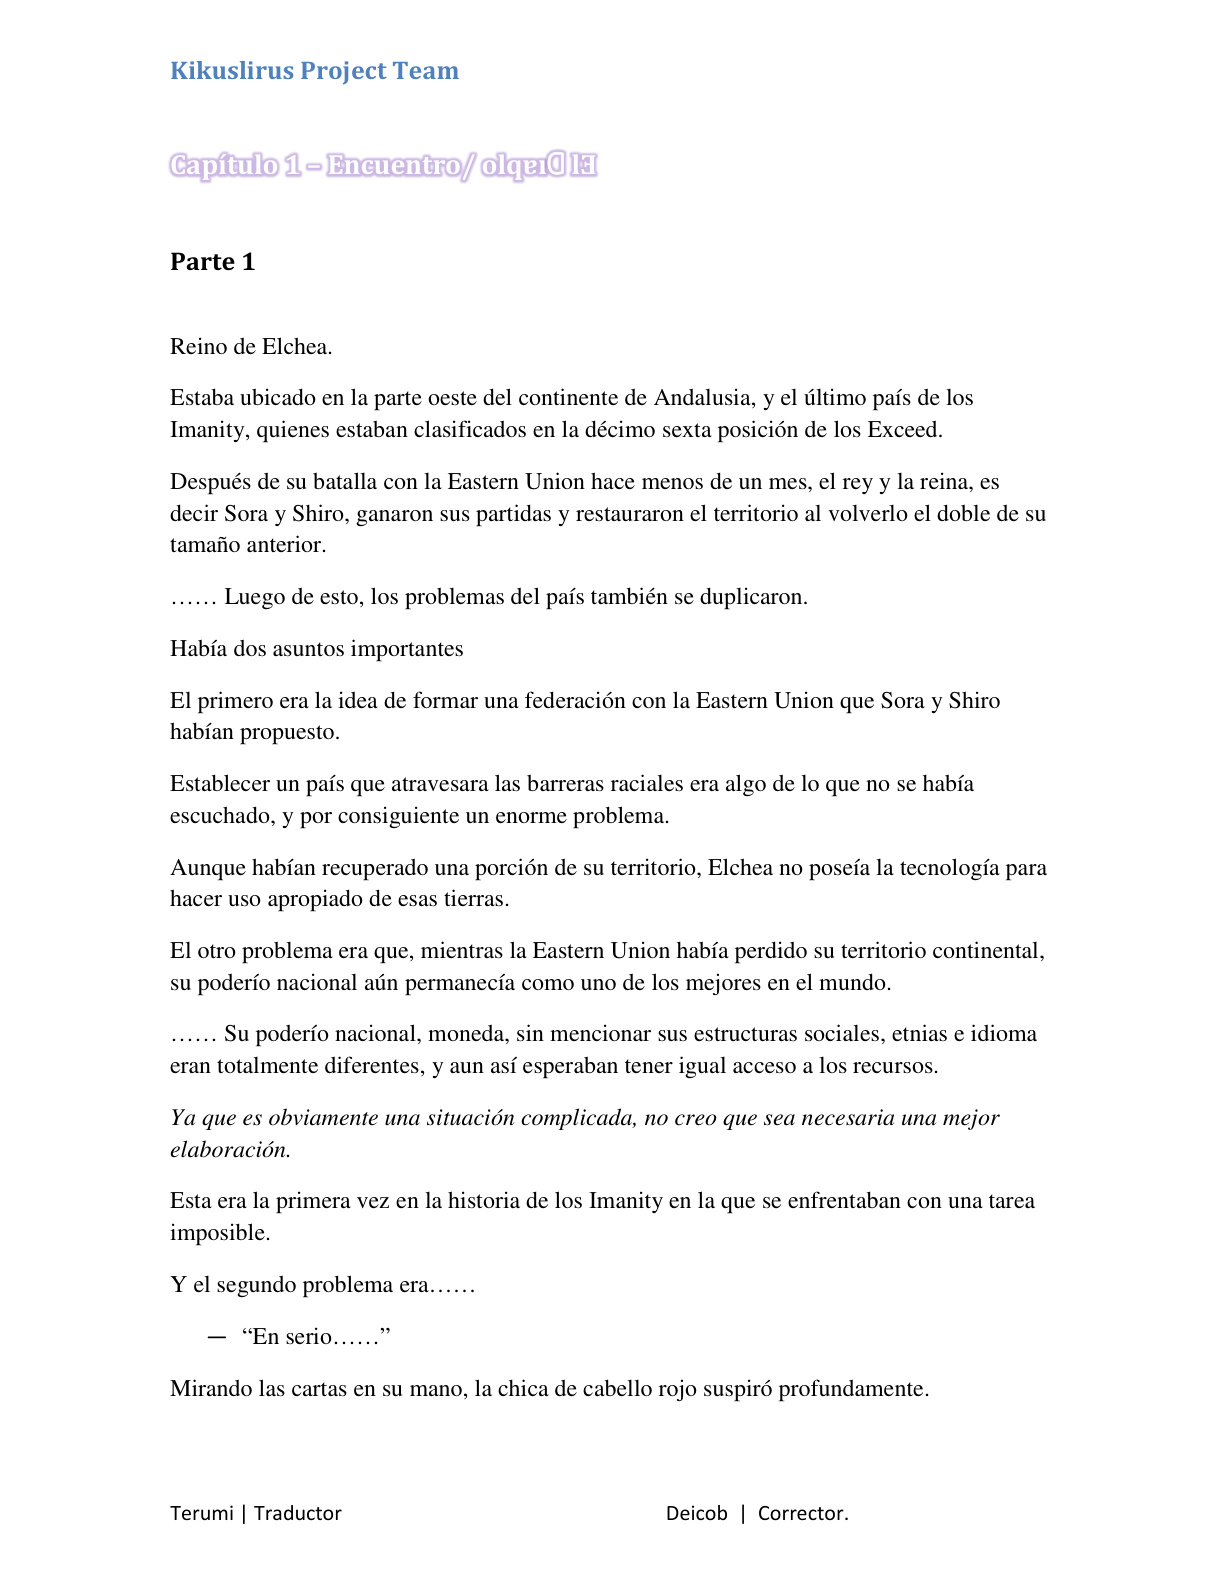 Kikuslirus Project Team
Capítulo 1 – Encuentro/ El Diablo
Parte 1
Reino de Elchea.
Estaba ubicado en la parte oeste del continente de Andalusia, y el último país de los
Imanity, quienes estaban clasificados en la décimo sexta posición de los Exceed.
Después de su batalla con la Eastern Union hace menos de un mes, el rey y la reina, es
decir Sora y Shiro, ganaron sus partidas y restauraron el territorio al volverlo el doble de su
tamaño anterior.
…… Luego de esto, los problemas del país también se duplicaron.
Había dos asuntos importantes
El primero era la idea de formar una federación con la Eastern Union que Sora y Shiro
habían propuesto.
Establecer un país que atravesara las barreras raciales era algo de lo que no se había
escuchado, y por consiguiente un enorme problema.
Aunque habían recuperado una porción de su territorio, Elchea no poseía la tecnología para
hacer uso apropiado de esas tierras.
El otro problema era que, mientras la Eastern Union había perdido su territorio continental,
su poderío nacional aún permanecía como uno de los mejores en el mundo.
…… Su poderío nacional, moneda, sin mencionar sus estructuras sociales, etnias e idioma
eran totalmente diferentes, y aun así esperaban tener igual acceso a los recursos.
Ya que es obviamente una situación complicada, no creo que sea necesaria una mejor
elaboración.
Esta era la primera vez en la historia de los Imanity en la que se enfrentaban con una tarea
imposible.
Y el segundo problema era……
— “En serio……”
Mirando las cartas en su mano, la chica de cabello rojo suspiró profundamente.
Terumi | Traductor Deicob | Corrector.